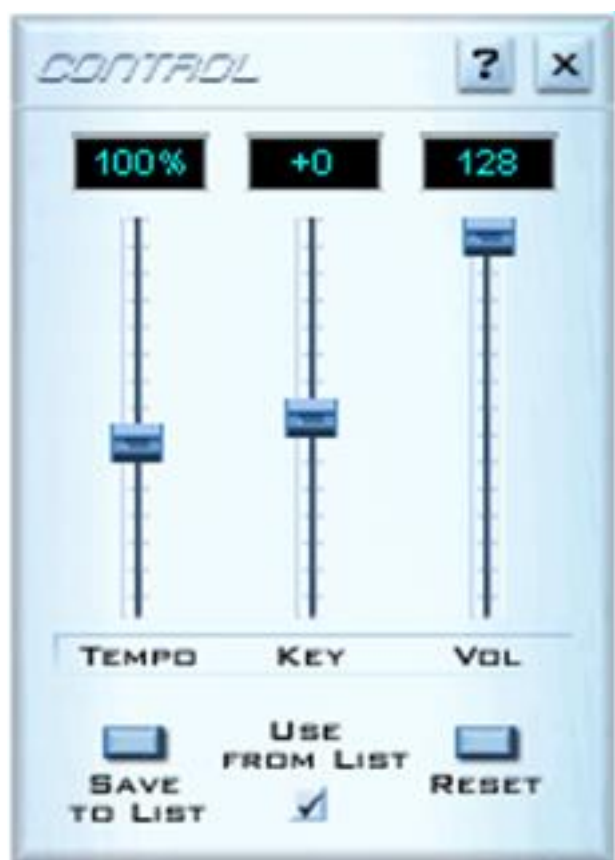 CONTROL ? X
100% +0 128
TEMPO KEY VOL
USE
FROM LIST
SAVE
TO LIST
RESET